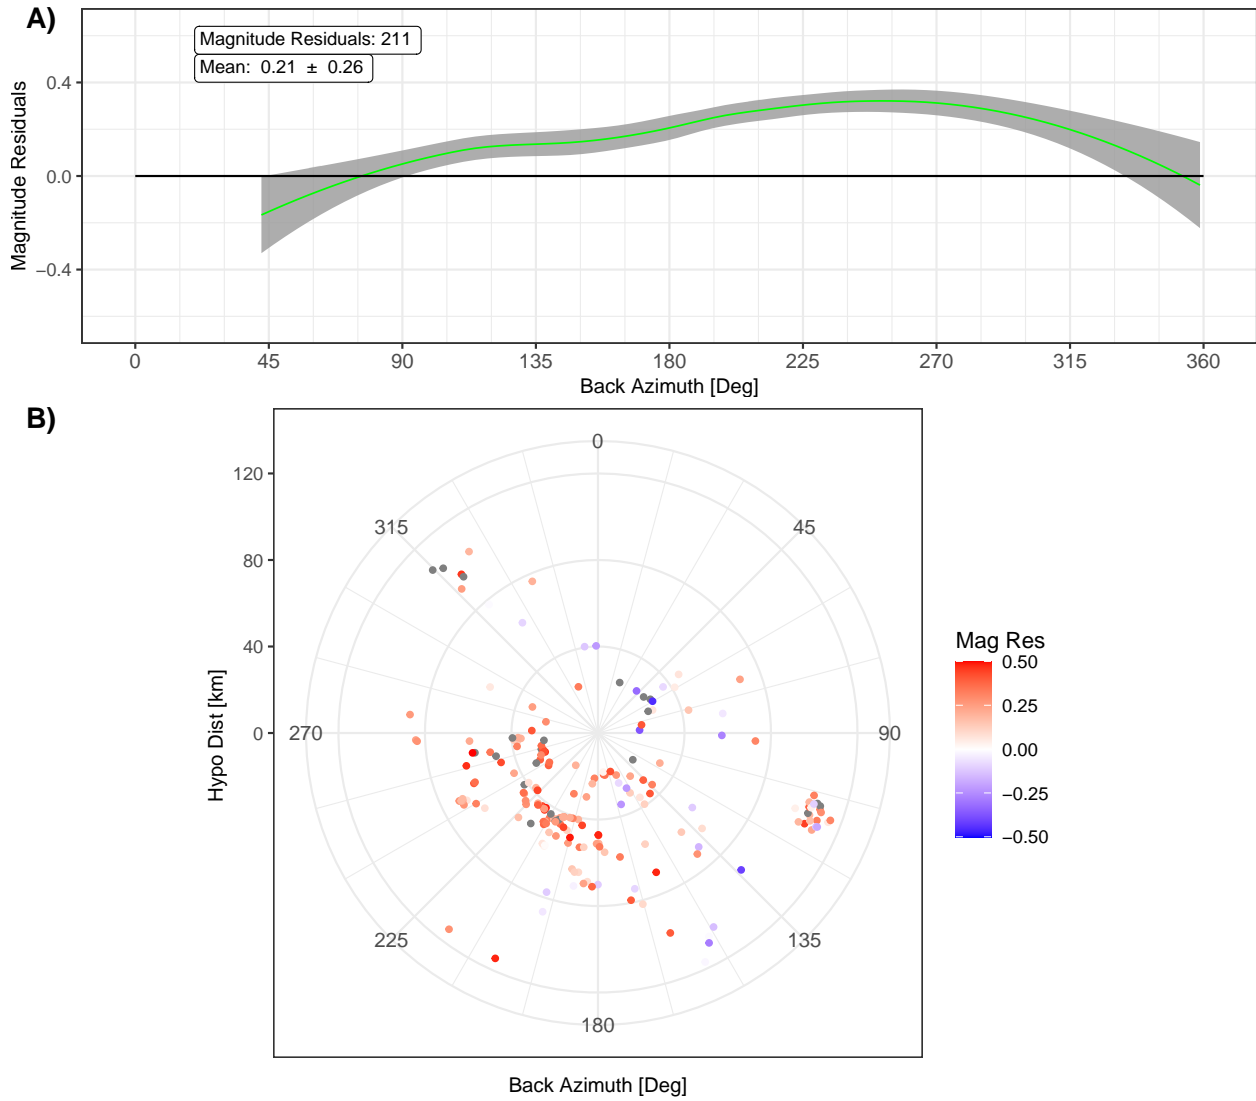 A)
Magnitude Residuals: 211
Mean: 0.21 ± 0.26
Magnitude Residuals
0.4
0.0
−0.4
0 45 90 135 180 225 270 315 360
Back Azimuth [Deg]
B)
Hypo Dist [km]
120
80
40
0
0
45
90
135
180
225
270
315
Back Azimuth [Deg]
Mag Res
0.50
0.25
0.00
−0.25
−0.50